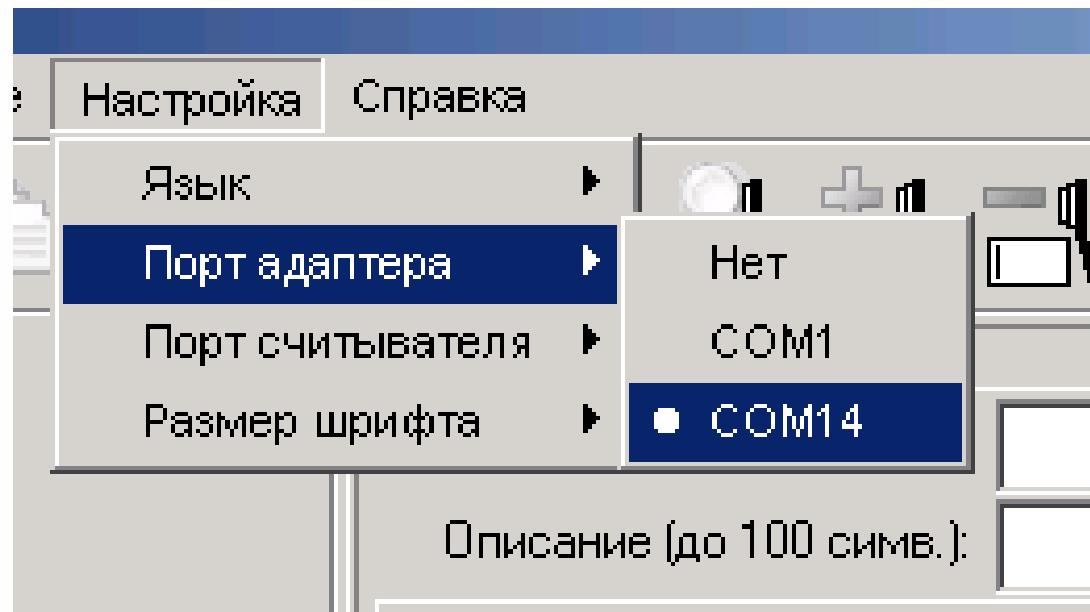 Настройка Справка
Язык
Порт адаптера
Порт считывателя
Размер шрифта
Нет
COM1
COM14
Описание (до 100 симв.):